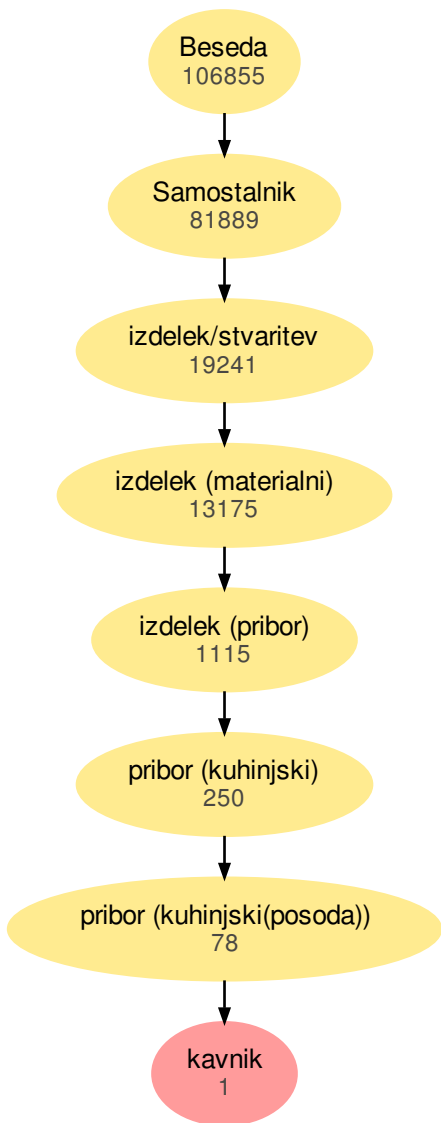 Beseda
106855
Samostalnik
81889
izdelek/stvaritev
19241
izdelek (materialni)
13175
izdelek (pribor)
1115
pribor (kuhinjski)
250
pribor (kuhinjski(posoda))
78
kavnik
1